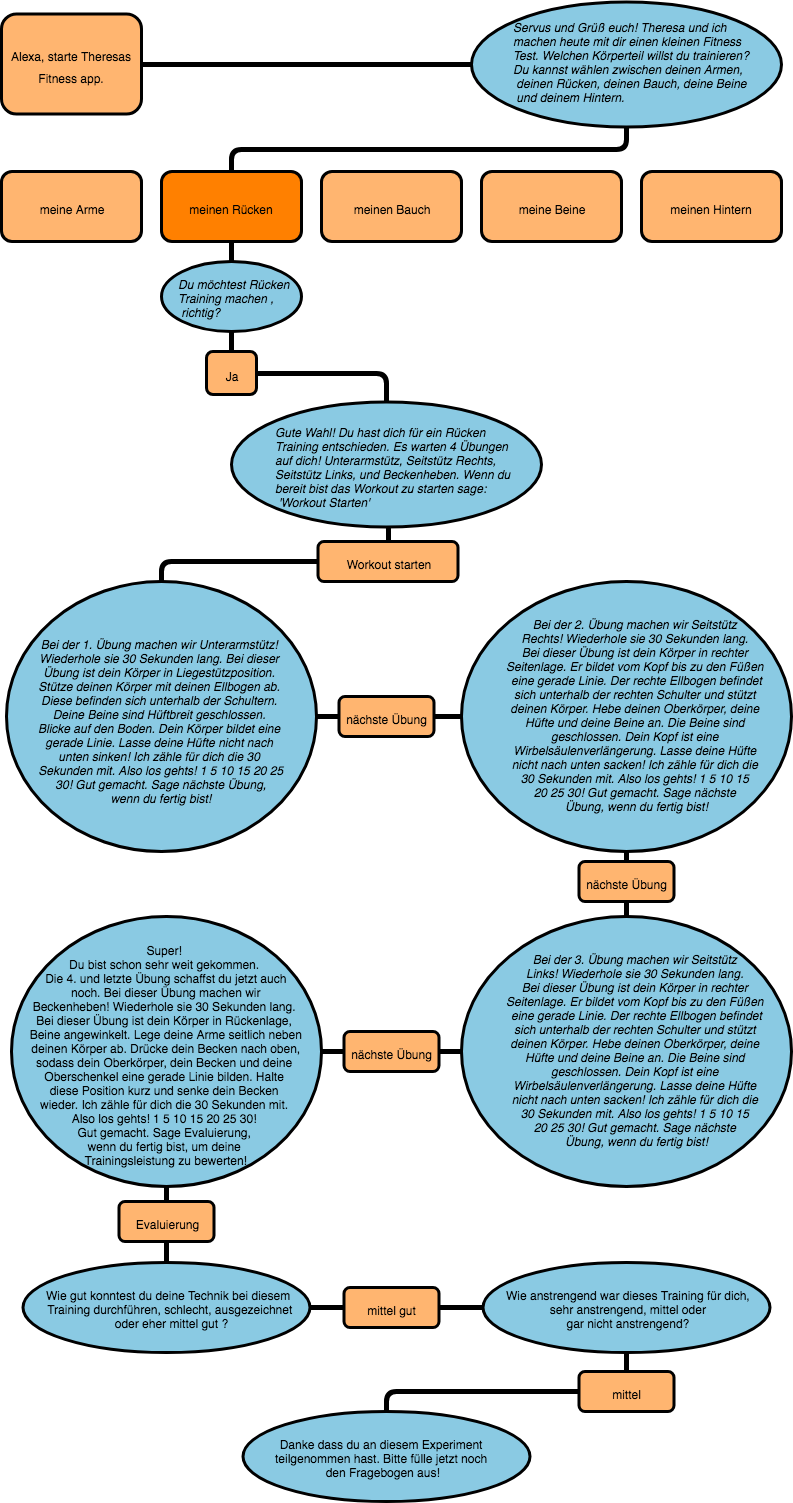 Alexa, starte Theresas
Fitness app.
Servus und Grüß euch! Theresa und ich
machen heute mit dir einen kleinen Fitness
Test. Welchen Körperteil willst du trainieren?
Du kannst wählen zwischen deinen Armen,
deinen Rücken, deinen Bauch, deine Beine
und deinem Hintern.
meine Arme
meinen Rücken
meinen Bauch
meine Beine
meinen Hintern
Du möchtest Rücken
Training machen ,
richtig?
Ja
Gute Wahl! Du hast dich für ein Rücken
Training entschieden. Es warten 4 Übungen
auf dich! Unterarmstütz, Seitstütz Rechts,
Seitstütz Links, und Beckenheben. Wenn du
bereit bist das Workout zu starten sage:
'Workout Starten'
Workout starten
Bei der 1. Übung machen wir Unterarmstütz!
Wiederhole sie 30 Sekunden lang. Bei dieser
Übung ist dein Körper in Liegestützposition.
Stütze deinen Körper mit deinen Ellbogen ab.
Diese befinden sich unterhalb der Schultern.
Deine Beine sind Hüftbreit geschlossen.
Blicke auf den Boden. Dein Körper bildet eine
gerade Linie. Lasse deine Hüfte nicht nach
unten sinken! Ich zähle für dich die 30
Sekunden mit. Also los gehts! 1 5 10 15 20 25
30! Gut gemacht. Sage nächste Übung,
wenn du fertig bist!
nächste Übung
Bei der 2. Übung machen wir Seitstütz
Rechts! Wiederhole sie 30 Sekunden lang.
Bei dieser Übung ist dein Körper in rechter
Seitenlage. Er bildet vom Kopf bis zu den Füßen
eine gerade Linie. Der rechte Ellbogen befindet
sich unterhalb der rechten Schulter und stützt
deinen Körper. Hebe deinen Oberkörper, deine
Hüfte und deine Beine an. Die Beine sind
geschlossen. Dein Kopf ist eine
Wirbelsäulenverlängerung. Lasse deine Hüfte
nicht nach unten sacken! Ich zähle für dich die
30 Sekunden mit. Also los gehts! 1 5 10 15
20 25 30! Gut gemacht. Sage nächste
Übung, wenn du fertig bist!
nächste Übung
Bei der 3. Übung machen wir Seitstütz
Links! Wiederhole sie 30 Sekunden lang.
Bei dieser Übung ist dein Körper in rechter
Seitenlage. Er bildet vom Kopf bis zu den Füßen
eine gerade Linie. Der rechte Ellbogen befindet
sich unterhalb der rechten Schulter und stützt
deinen Körper. Hebe deinen Oberkörper, deine
Hüfte und deine Beine an. Die Beine sind
geschlossen. Dein Kopf ist eine
Wirbelsäulenverlängerung. Lasse deine Hüfte
nicht nach unten sacken! Ich zähle für dich die
30 Sekunden mit. Also los gehts! 1 5 10 15
20 25 30! Gut gemacht. Sage nächste
Übung, wenn du fertig bist!
nächste Übung
Super!
Du bist schon sehr weit gekommen.
Die 4. und letzte Übung schaffst du jetzt auch
noch. Bei dieser Übung machen wir
Beckenheben! Wiederhole sie 30 Sekunden lang.
Bei dieser Übung ist dein Körper in Rückenlage,
Beine angewinkelt. Lege deine Arme seitlich neben
deinen Körper ab. Drücke dein Becken nach oben,
sodass dein Oberkörper, dein Becken und deine
Oberschenkel eine gerade Linie bilden. Halte
diese Position kurz und senke dein Becken
wieder. Ich zähle für dich die 30 Sekunden mit.
Also los gehts! 1 5 10 15 20 25 30!
Gut gemacht. Sage Evaluierung,
wenn du fertig bist, um deine
Trainingsleistung zu bewerten!
Evaluierung
Wie gut konntest du deine Technik bei diesem
Training durchführen, schlecht, ausgezeichnet
oder eher mittel gut ?
mittel gut
Wie anstrengend war dieses Training für dich,
sehr anstrengend, mittel oder
gar nicht anstrengend?
mittel
Danke dass du an diesem Experiment
teilgenommen hast. Bitte fülle jetzt noch
den Fragebogen aus!